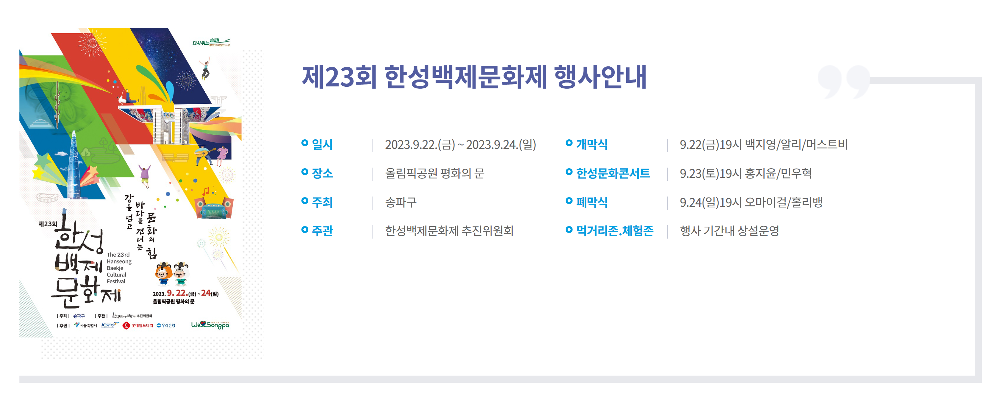 다시 뛰는 송파!
창의와 혁신의 구정
강을 넘고
바다를 건너는
문화의 힘
제23회
한성
백제
문화제
The 23rd
Hanseong
Baekje
Cultural
Festival
2023. 9. 22.(금) ~ 24(일)
올림픽공원 평화의 문
| 주최 | 송파구 | 주관 | 한성백제문화제 추진위원회
| 후원 | 서울특별시 KSPO 롯데월드타워 우리은행
We Songpa
제23회 한성백제문화제 행사안내
일시 2023.9.22.(금) ~ 2023.9.24.(일)
장소 올림픽공원 평화의 문
주최 송파구
주관 한성백제문화제 추진위원회
개막식 9.22(금)19시 백지영/알리/머스트비
한성문화콘서트 9.23(토)19시 홍지윤/민우혁
폐막식 9.24(일)19시 오마이걸/홀리뱅
먹거리존.체험존 행사 기간내 상설운영